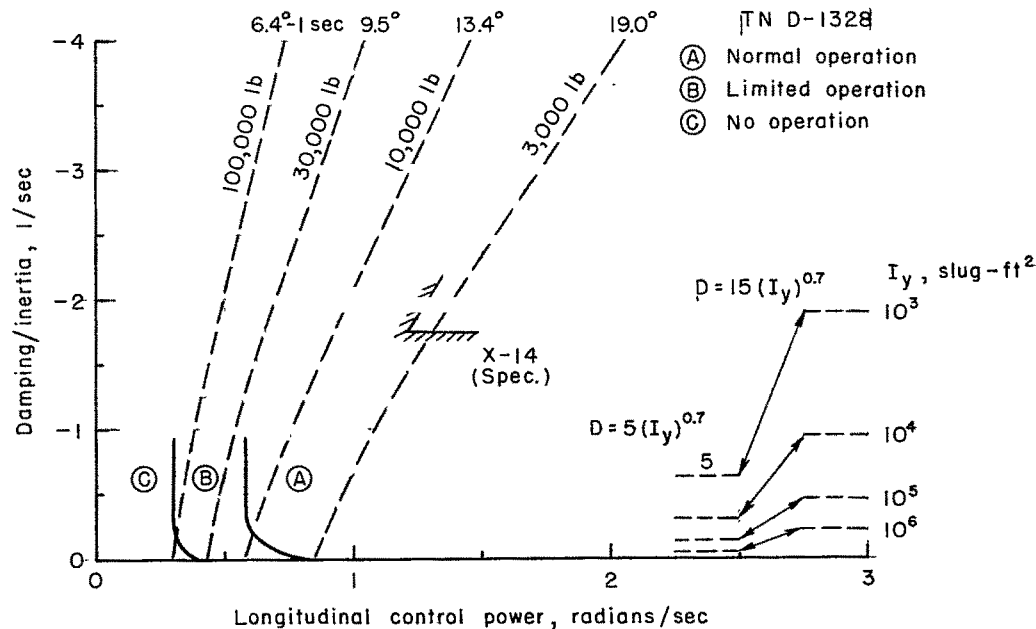 6.4°-1 sec 9.5° 13.4° 19.0° TN D-1328
Ⓐ Normal operation
Ⓑ Limited operation
Ⓒ No operation
100,000 lb
30,000 lb
10,000 lb
3,000 lb
-4
-3
-2
-1
-0
Damping/inertia, 1/sec
X-14
(Spec.)
Ⓒ Ⓑ Ⓐ
I_y, slug-ft²
D=15(I_y)^0.7
10³
D=5(I_y)^0.7
10⁴
5
10⁵
10⁶
0 1 2 3
Longitudinal control power, radians/sec